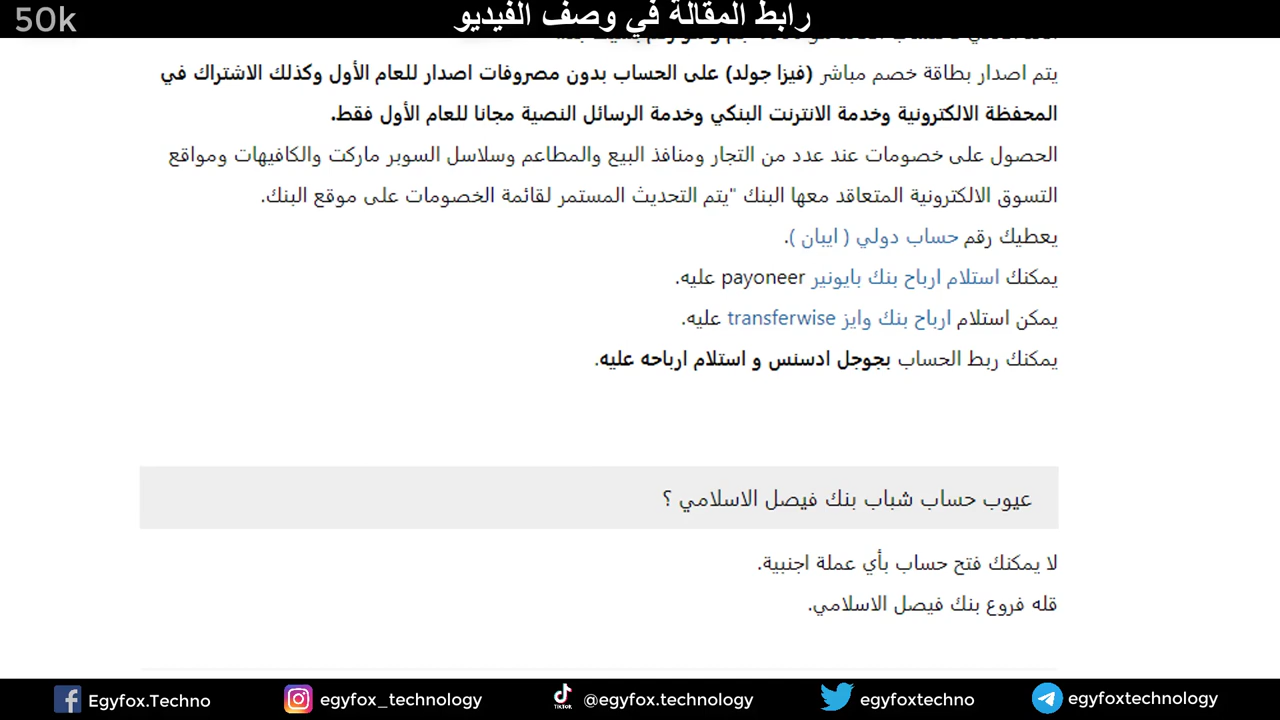 50k
رابط المقالة في وصف الفيديو
يتم اصدار بطاقة خصم مباشر (فيزا جولد) على الحساب بدون مصروفات اصدار للعام الأول وكذلك الاشتراك في
المحفظة الالكترونية وخدمة الانترنت البنكي وخدمة الرسائل النصية مجانا للعام الأول فقط.
الحصول على خصومات عند عدد من التجار ومنافذ البيع والمطاعم وسلاسل السوبر ماركت والكافيهات ومواقع
التسوق الالكترونية المتعاقد معها البنك "يتم التحديث المستمر لقائمة الخصومات على موقع البنك.
يعطيك رقم حساب دولي ( ايبان ).
يمكنك استلام ارباح بنك بايونير payoneer عليه.
يمكن استلام ارباح بنك وايز transferwise عليه.
يمكنك ربط الحساب بجوجل ادسنس و استلام ارباحه عليه.
عيوب حساب شباب بنك فيصل الاسلامي ؟
لا يمكنك فتح حساب بأي عملة اجنبية.
قله فروع بنك فيصل الاسلامي.
Egyfox.Techno
egyfox_technology
TikTok
@egyfox.technology
egyfoxtechno
egyfoxtechnology